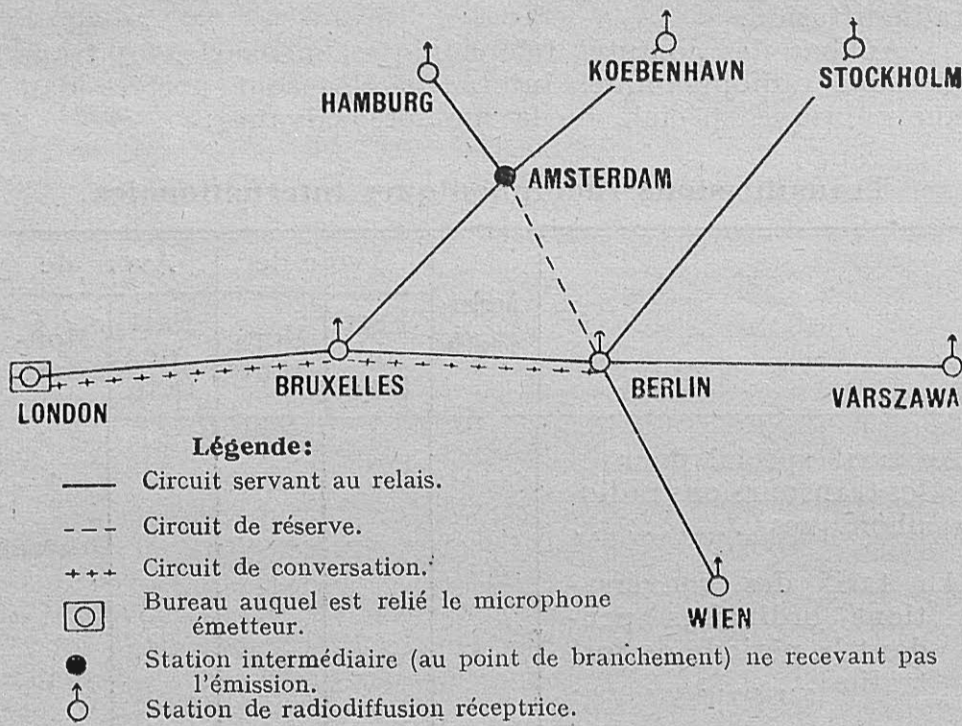 KOEBENHAVN
STOCKHOLM
HAMBURG
AMSTERDAM
BRUXELLES
BERLIN
VARSZAWA
LONDON
WIEN
Légende:
Circuit servant au relais.
Circuit de réserve.
Circuit de conversation.
Bureau auquel est relié le microphone
émetteur.
Station intermédiaire (au point de branchement) ne recevant pas
l'émission.
Station de radiodiffusion réceptrice.